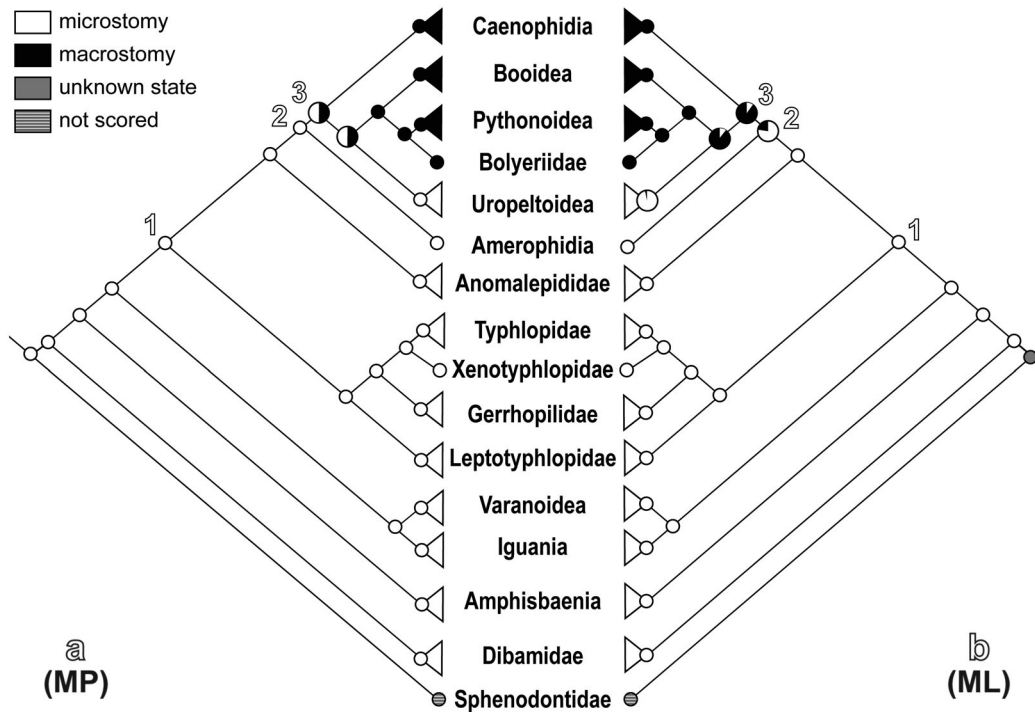 microstomy
macrostomy
unknown state
not scored
Caenophidia
Booidea
Pythonoidea
Bolyeriidae
Uropeltoidea
Amerophidia
Anomalepididae
Typhlopidae
Xenotyphlopidae
Gerrhopilidae
Leptotyphlopidae
Varanoidea
Iguania
Amphisbaenia
Dibamidae
Sphenodontidae
3
2
1
3
2
1
a
(MP)
b
(ML)